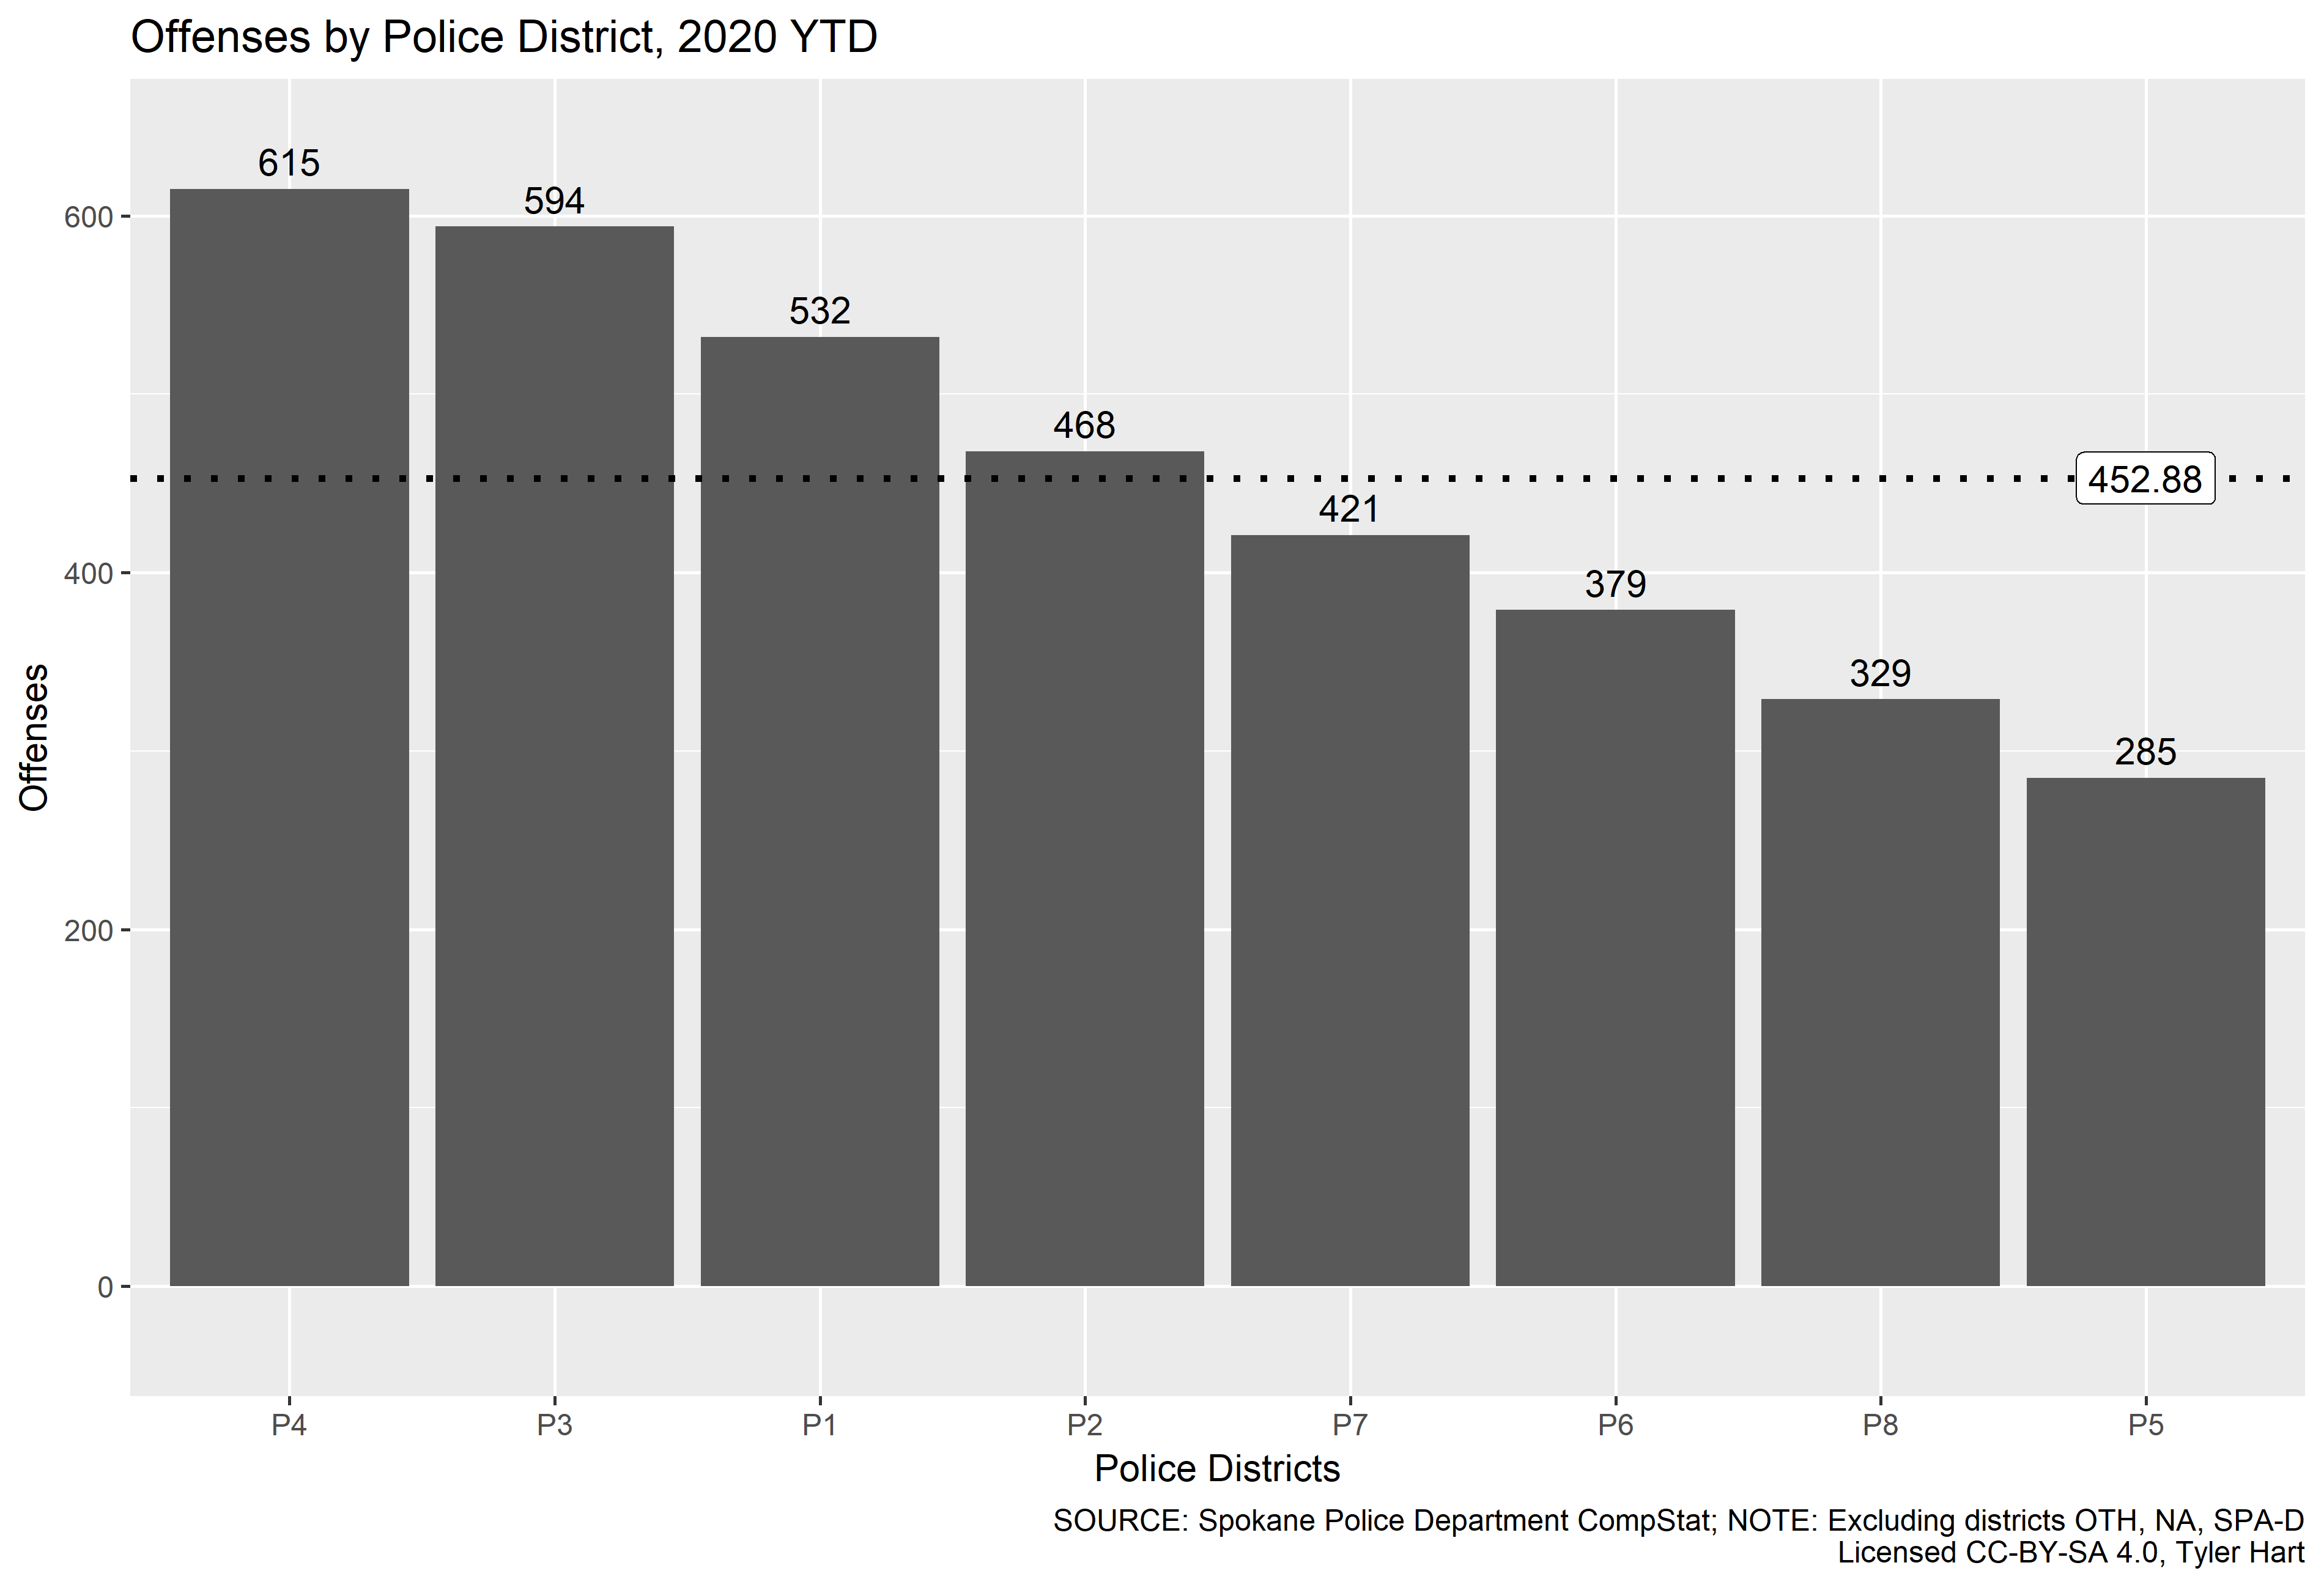 Offenses by Police District, 2020 YTD
615
594
532
468
452.88
421
379
329
285
600
400
200
0
Offenses
P4 P3 P1 P2 P7 P6 P8 P5
Police Districts
SOURCE: Spokane Police Department CompStat; NOTE: Excluding districts OTH, NA, SPA-D
Licensed CC-BY-SA 4.0, Tyler Hart